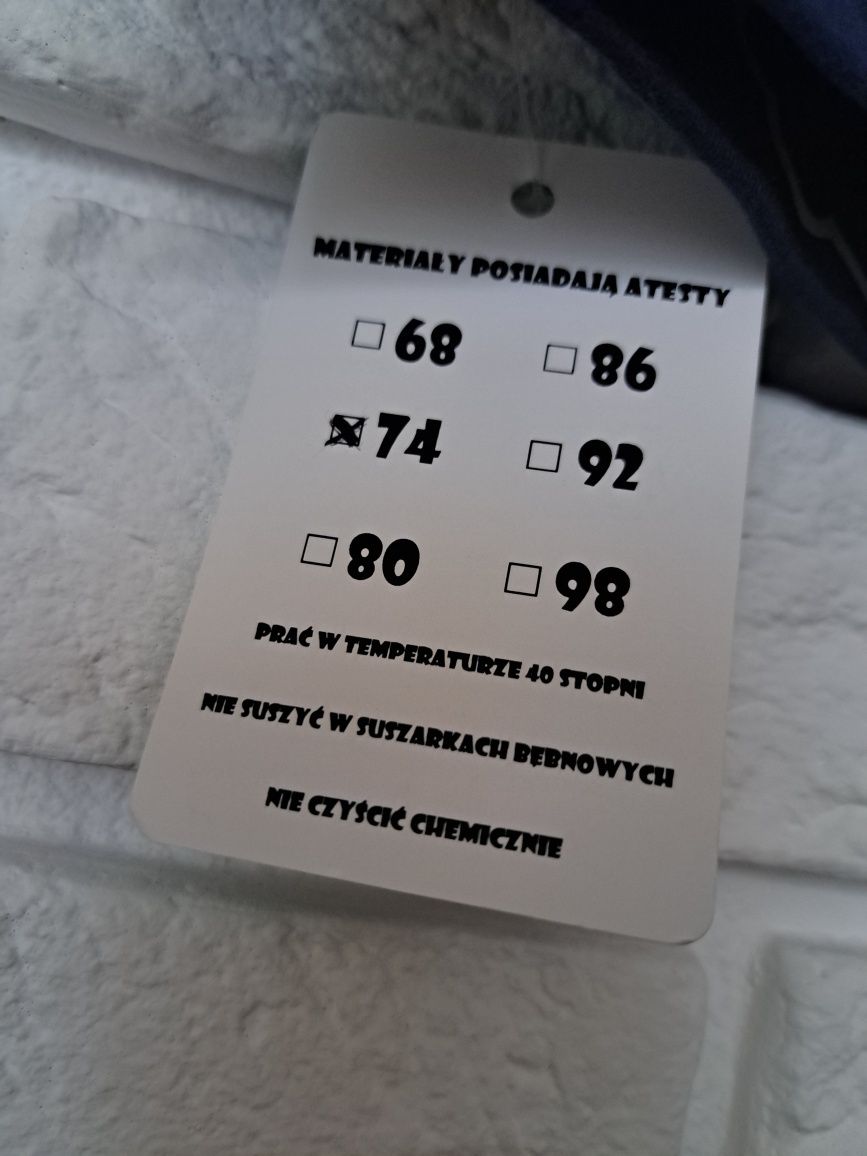 MATERIAŁY POSIADAJĄ ATESTY
☐ 68 ☐ 86
☒ 74 ☐ 92
☐ 80 ☐ 98
PRAĆ W TEMPERATURZE 40 STOPNI
NIE SUSZYĆ W SUSZARKACH BĘBNOWYCH
NIE CZYŚCIĆ CHEMICZNIE